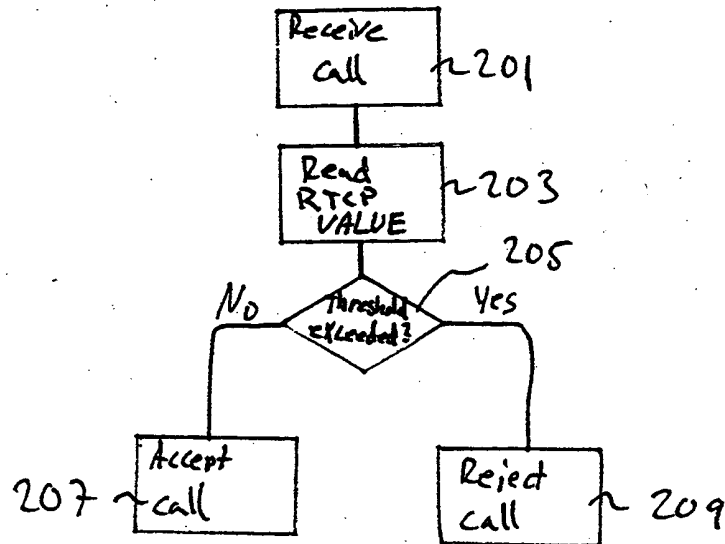 Receive
call
201
Read
RTCP
VALUE
203
205
No
Threshold
exceeded?
Yes
Accept
call
207
Reject
call
209